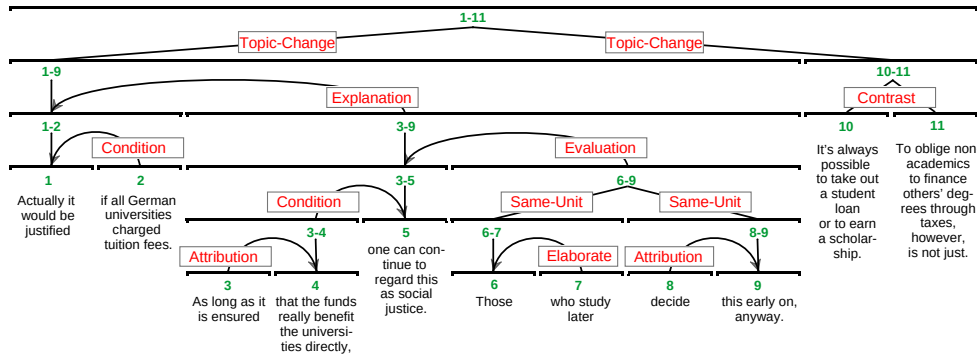 1-11
Topic-Change Topic-Change
1-9 10-11
Explanation Contrast
1-2 3-9 10 11
Condition Evaluation
It's always
possible
to take out
a student
loan
or to earn
a scholar-
ship.
To oblige non
academics
to finance
others' deg-
rees through
taxes,
however,
is not just.
1 2 3-5 6-9
Actually it
would be
justified
if all German
universities
charged
tuition fees.
Condition Same-Unit Same-Unit
3-4 5 6-7 8-9
one can con-
tinue to
regard this
as social
justice.
Attribution Elaborate Attribution
3 4 6 7 8 9
As long as it
is ensured
that the funds
really benefit
the universi-
ties directly,
Those
who study
later
decide
this early on,
anyway.